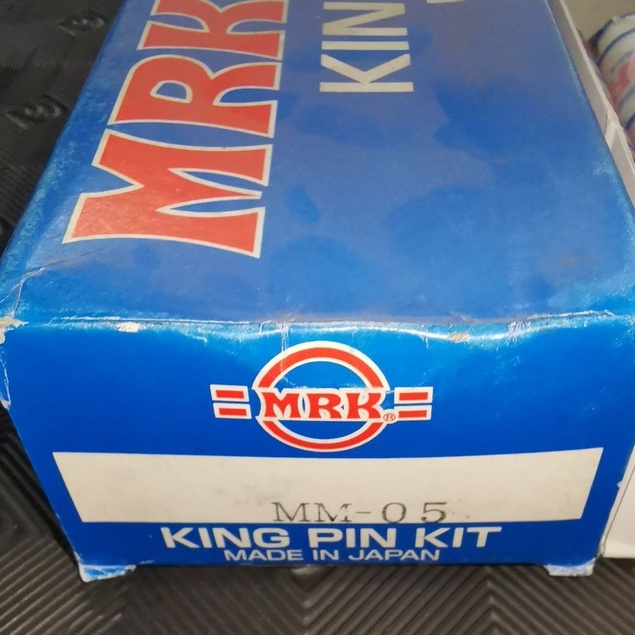 MRK
KIN
MRK®
MM-05
KING PIN KIT
MADE IN JAPAN